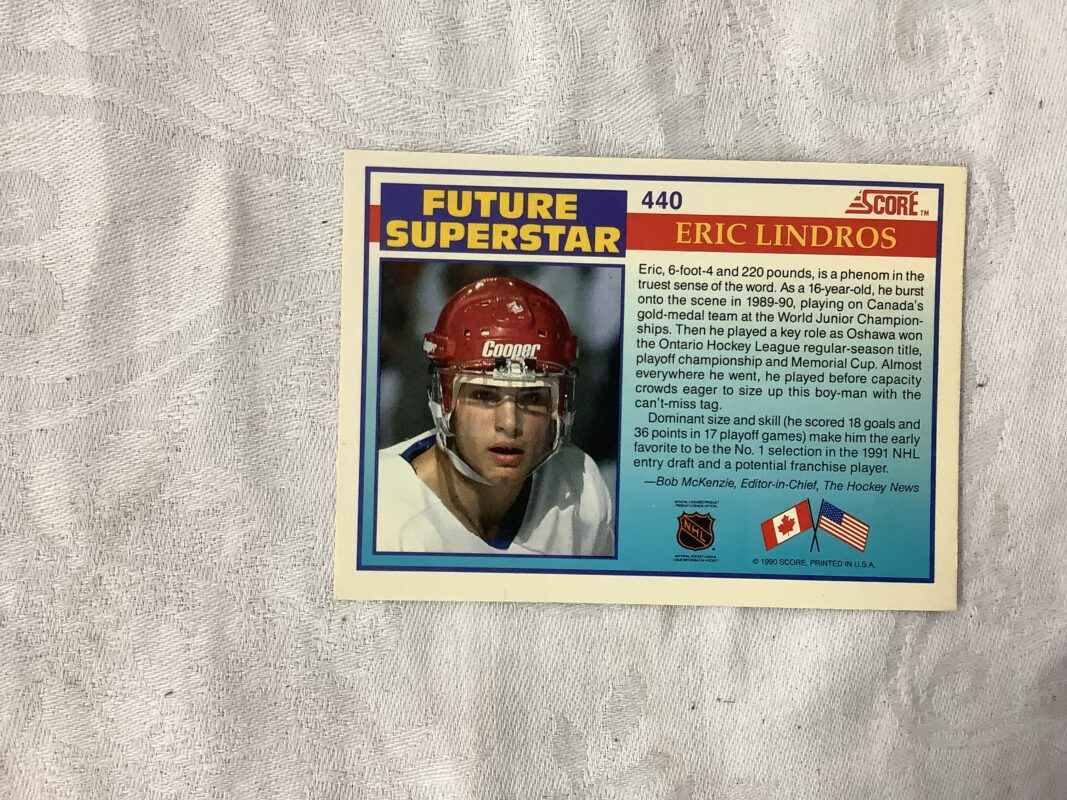 FUTURE
SUPERSTAR
440
SCORE™
ERIC LINDROS
Cooper
Eric, 6-foot-4 and 220 pounds, is a phenom in the
truest sense of the word. As a 16-year-old, he burst
onto the scene in 1989-90, playing on Canada's
gold-medal team at the World Junior Champion-
ships. Then he played a key role as Oshawa won
the Ontario Hockey League regular-season title,
playoff championship and Memorial Cup. Almost
everywhere he went, he played before capacity
crowds eager to size up this boy-man with the
can't-miss tag.
Dominant size and skill (he scored 18 goals and
36 points in 17 playoff games) make him the early
favorite to be the No. 1 selection in the 1991 NHL
entry draft and a potential franchise player.
—Bob McKenzie, Editor-in-Chief, The Hockey News
NHL
© 1990 SCORE, PRINTED IN U.S.A.